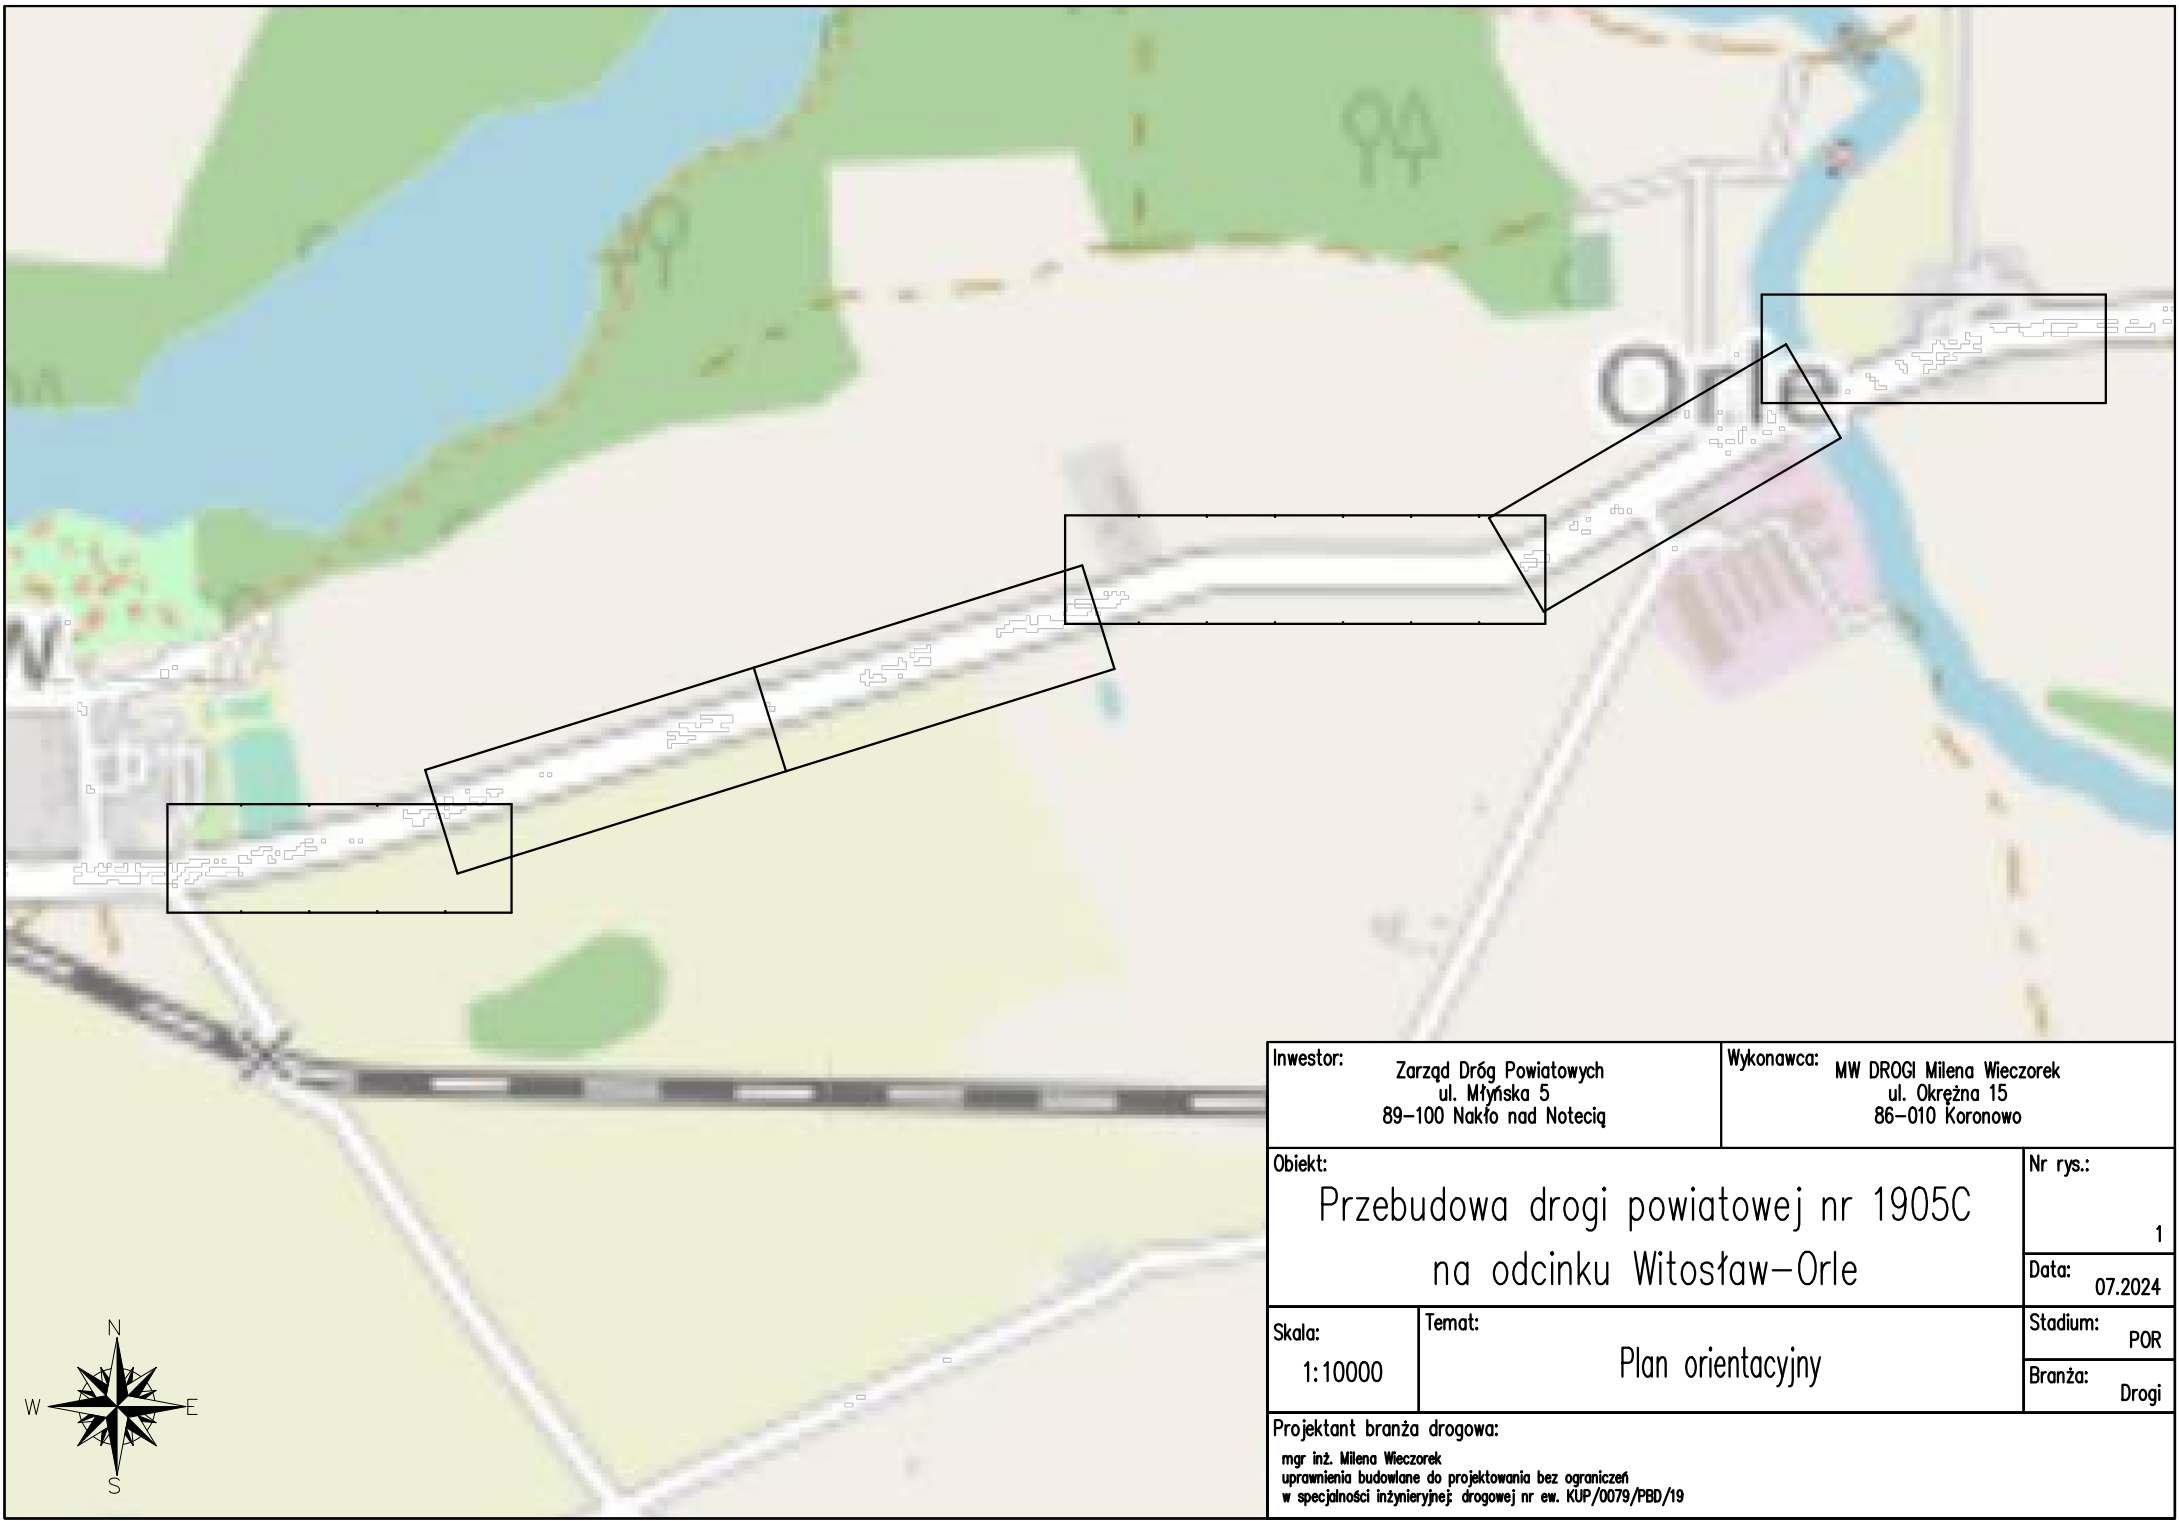 Orle
w
Inwestor:
Zarząd Dróg Powiatowych
ul. Młyńska 5
89-100 Nakło nad Notecią
Wykonawca:
MW DROGI Milena Wieczorek
ul. Okrężna 15
86-010 Koronowo
Obiekt:
Przebudowa drogi powiatowej nr 1905C
na odcinku Witosław-Orle
Nr rys.:
1
Data:
07.2024
Skala:
1:10000
Temat:
Plan orientacyjny
Stadium:
POR
Branża:
Drogi
Projektant branża drogowa:
mgr inż. Milena Wieczorek
uprawnienia budowlane do projektowania bez ograniczeń
w specjalności inżynieryjnej: drogowej nr ew. KUP/0079/PBD/19
N
W
E
S